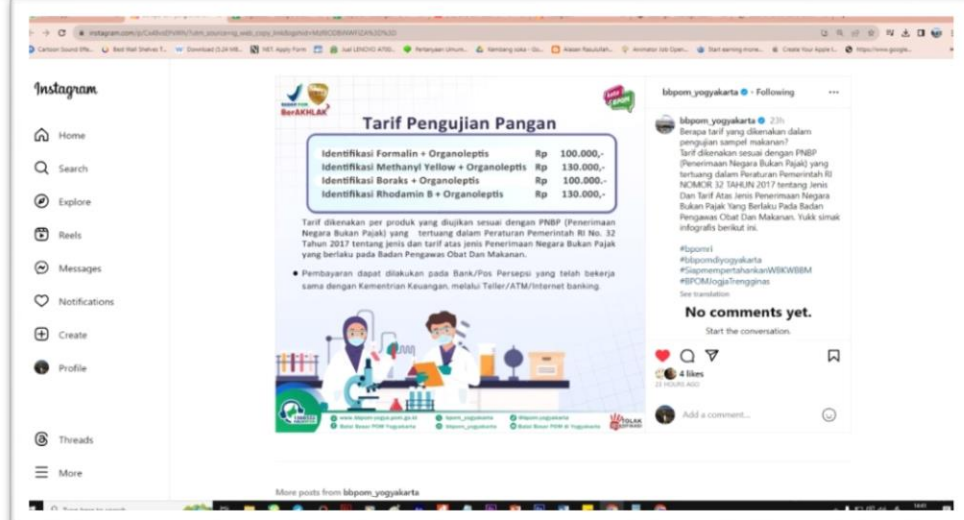 Instagram
Home
Search
Explore
Reels
Messages
Notifications
Create
Profile
Threads
More
BerAKHLAK
Tarif Pengujian Pangan
Identifikasi Formalin + Organoleptis Rp 100.000,-
Identifikasi Methanyl Yellow + Organoleptis Rp 130.000,-
Identifikasi Boraks + Organoleptis Rp 100.000.-
Identifikasi Rhodamin B + Organoleptis Rp 130.000,-
Tarif dikenakan per produk yang diujikan sesuai dengan PNBP (Penerimaan
Negara Bukan Pajak) yang tertuang dalam Peraturan Pemerintah RI No. 32
Tahun 2017 tentang jenis dan tarif atas jenis Penerimaan Negara Bukan Pajak
yang berlaku pada Badan Pengawas Obat Dan Makanan.
• Pembayaran dapat dilakukan pada Bank/Pos Persepsi yang telah bekerja
sama dengan Kementrian Keuangan, melalui Teller/ATM/Internet banking.
bbpom_yogyakarta • Following
bbpom_yogyakarta 23h
Berapa tarif yang dikenakan dalam
pengujian sampel makanan?
Tarif dikenakan sesuai dengan PNBP
(Penerimaan Negara Bukan Pajak) yang
tertuang dalam Peraturan Pemerintah RI
NOMOR 32 TAHUN 2017 tentang Jenis
Dan Tarif Atas Jenis Penerimaan Negara
Bukan Pajak Yang Berlaku Pada Badan
Pengawas Obat Dan Makanan. Yukk simak
infografis berikut ini.
#bpomri
#bbpomdiyogyakarta
#SiapmempertahankanWBKWBBM
#BPOMJogjaTrengginas
See translation
No comments yet.
Start the conversation.
4 likes
22 HOURS AGO
Add a comment...
More posts from bbpom_yogyakarta